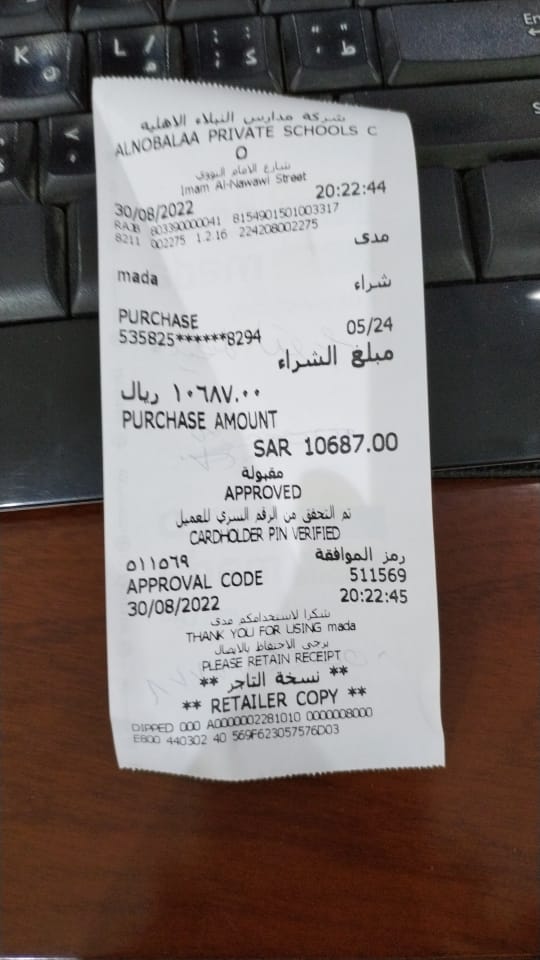 K
L
En
شركة مدارس النبلاء الاهلية
ALNOBALAA PRIVATE SCHOOLS C
O
شارع الامام النووي
Imam Al-Nawawi Street
30/08/2022 20:22:44
RAJB 803390000041 8154901501003317
8211 002275 1.2.16 224208002275
مدى
mada
شراء
PURCHASE
535825******8294 05/24
مبلغ الشراء
١٠٦٨٧.٠٠ ريال
PURCHASE AMOUNT
SAR 10687.00
مقبولة
APPROVED
تم التحقق من الرقم السري للعميل
CARDHOLDER PIN VERIFIED
رمز الموافقة ٥١١٥٦٩
APPROVAL CODE 511569
30/08/2022 20:22:45
شكرا لاستخدامكم مدى
THANK YOU FOR USING mada
يرجى الاحتفاظ بالايصال
PLEASE RETAIN RECEIPT
** نسخة التاجر **
** RETAILER COPY **
DIPPED 000 A0000002281010 0000008000
E800 440302 40 569F623057576D03